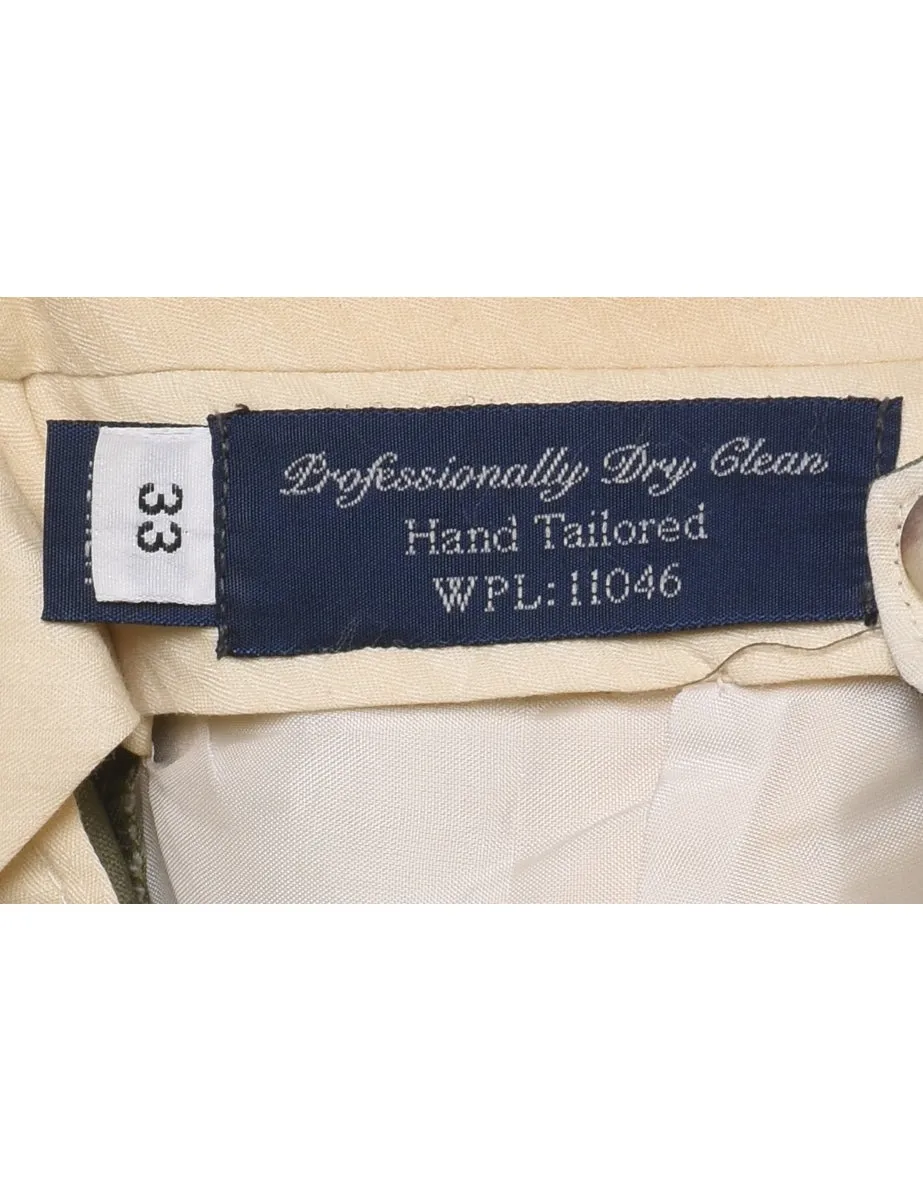 33
Professionally Dry Clean
Hand Tailored
WPL: 11046